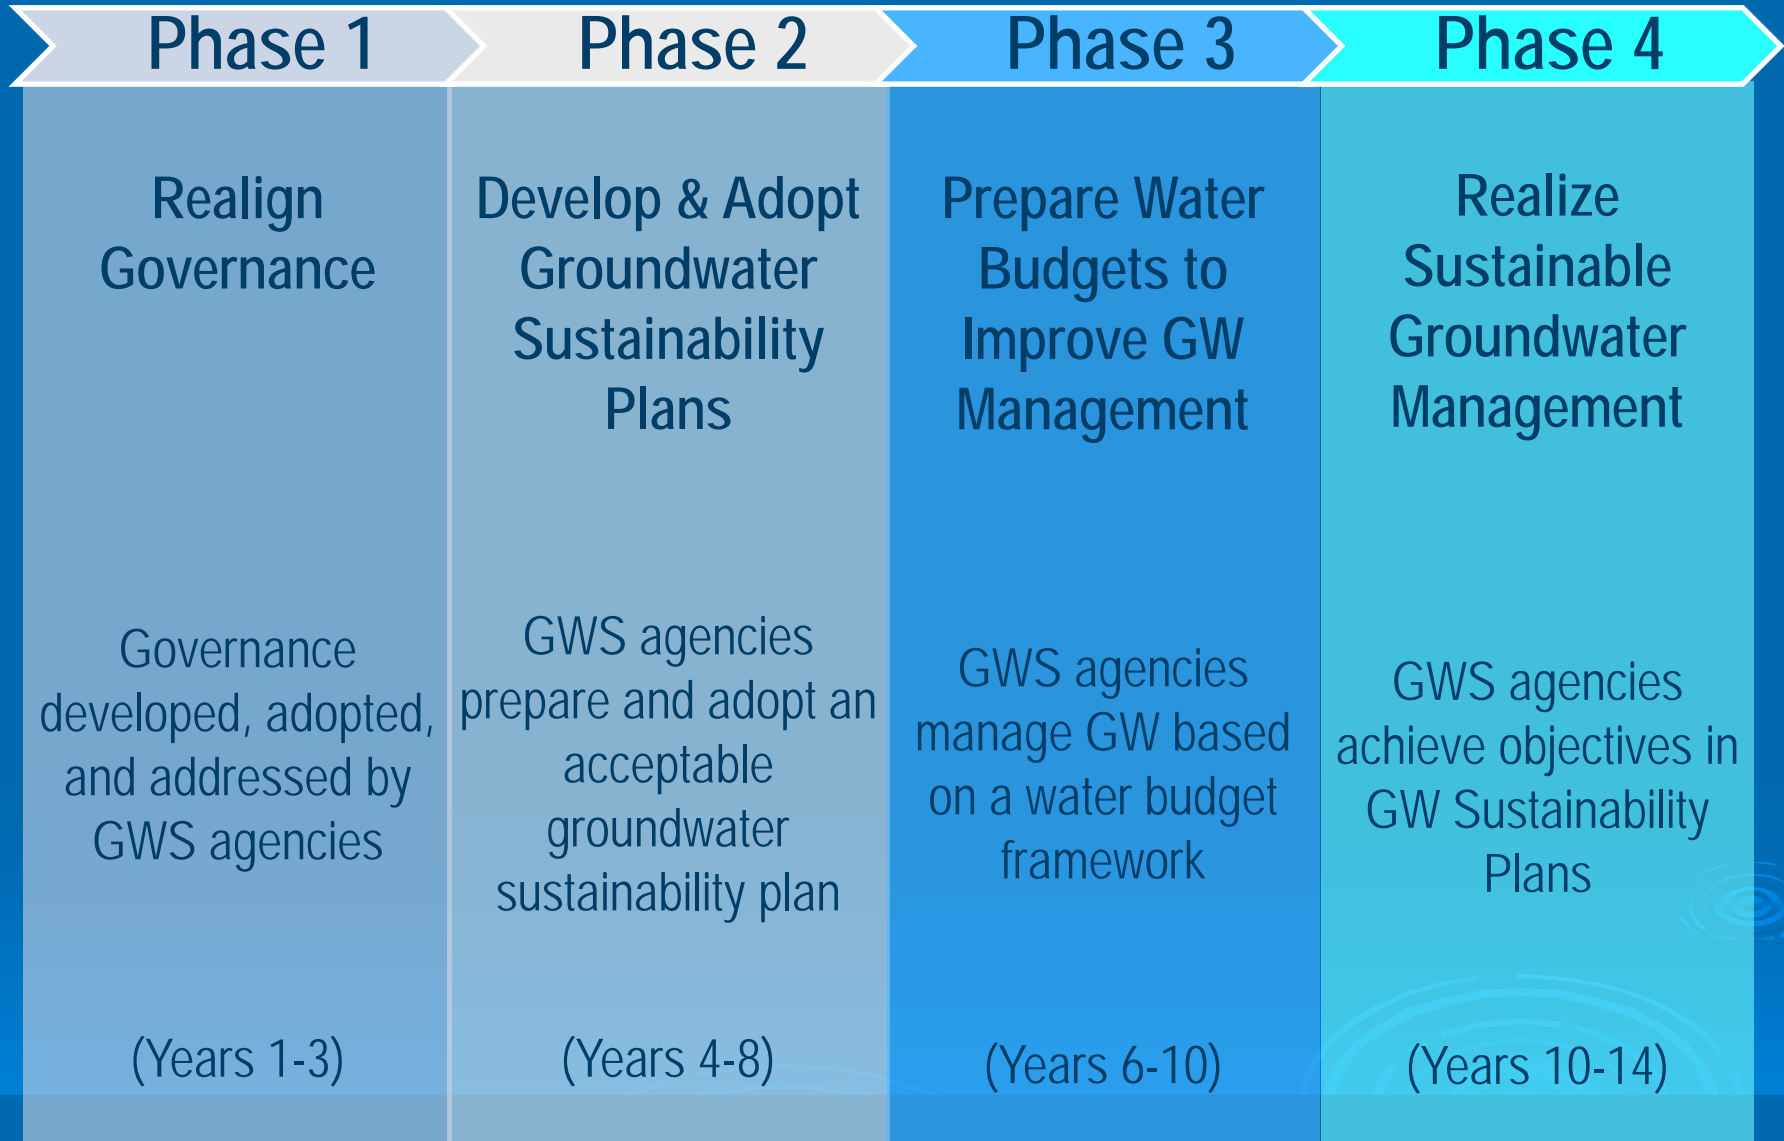 Phase 1
Phase 2
Phase 3
Phase 4
Realign
Governance
Develop & Adopt
Groundwater
Sustainability
Plans
Prepare Water
Budgets to
Improve GW
Management
Realize
Sustainable
Groundwater
Management
Governance
developed, adopted,
and addressed by
GWS agencies
GWS agencies
prepare and adopt an
acceptable
groundwater
sustainability plan
GWS agencies
manage GW based
on a water budget
framework
GWS agencies
achieve objectives in
GW Sustainability
Plans
(Years 1-3)
(Years 4-8)
(Years 6-10)
(Years 10-14)